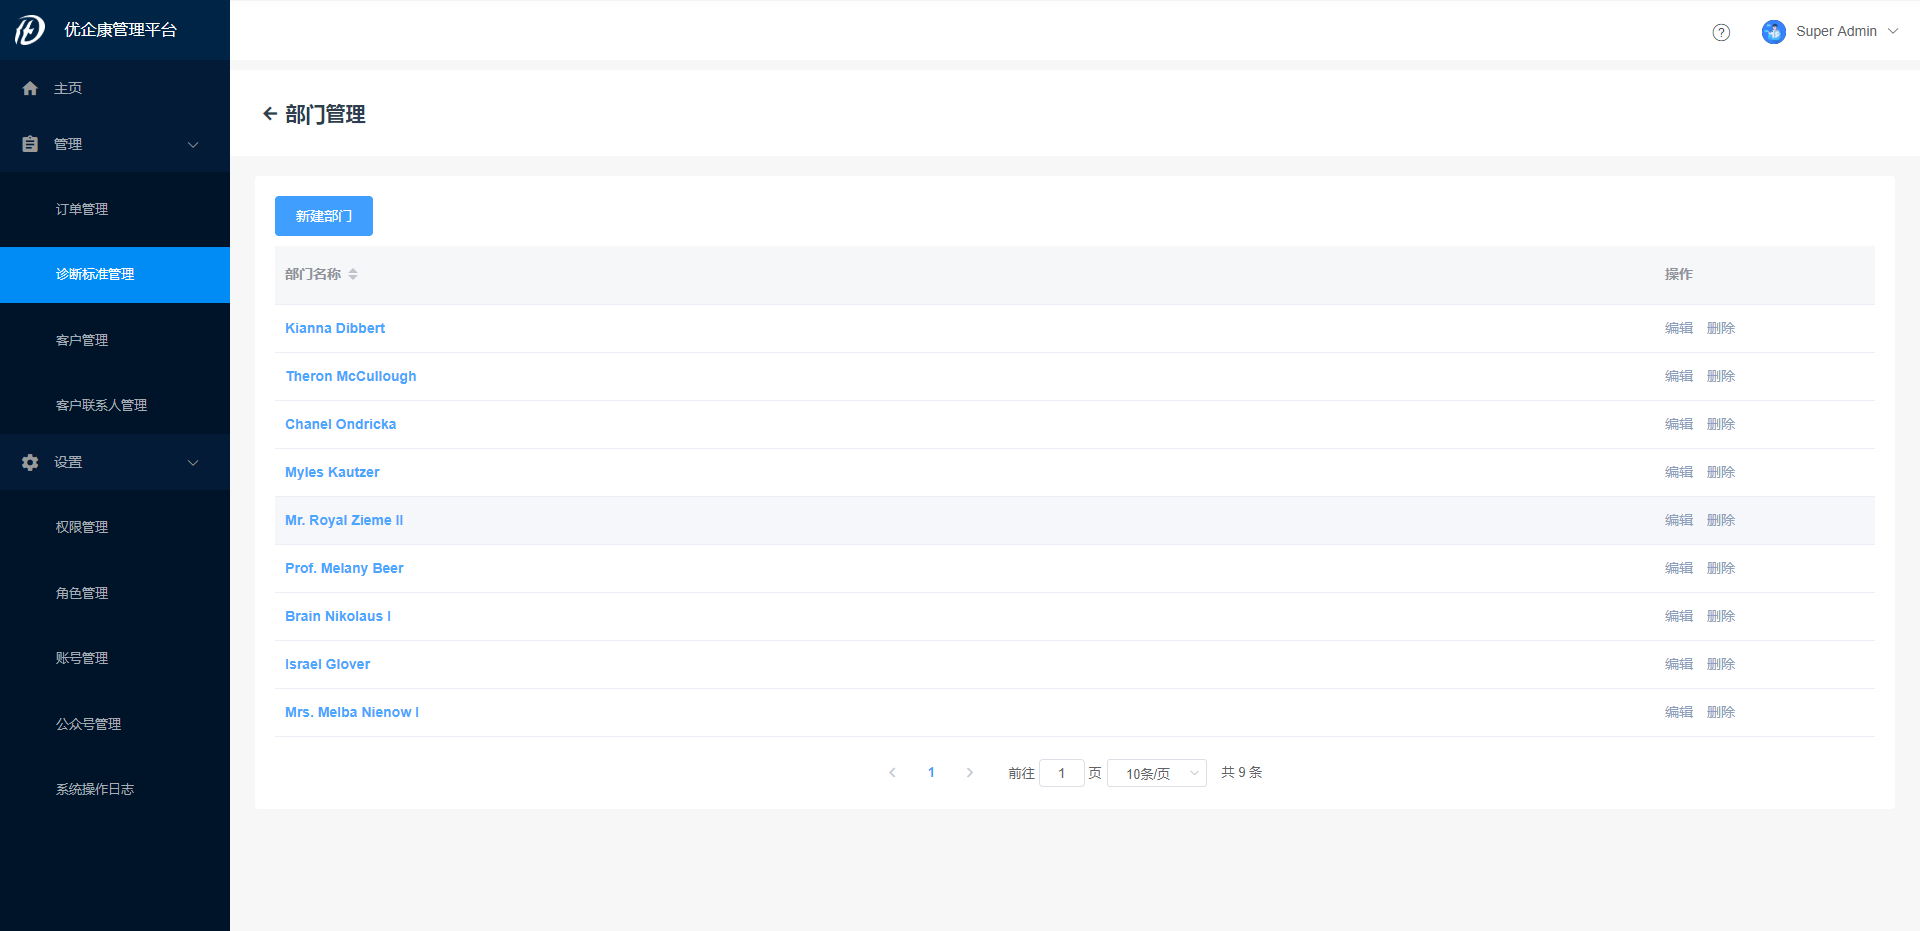 优企康管理平台
Super Admin
主页
管理
订单管理
诊断标准管理
客户管理
客户联系人管理
设置
权限管理
角色管理
账号管理
公众号管理
系统操作日志
部门管理
新建部门
部门名称 操作
Kianna Dibbert 编辑 删除
Theron McCullough 编辑 删除
Chanel Ondricka 编辑 删除
Myles Kautzer 编辑 删除
Mr. Royal Zieme II 编辑 删除
Prof. Melany Beer 编辑 删除
Brain Nikolaus I 编辑 删除
Israel Glover 编辑 删除
Mrs. Melba Nienow I 编辑 删除
1 前往 1 页 10条/页 共 9 条